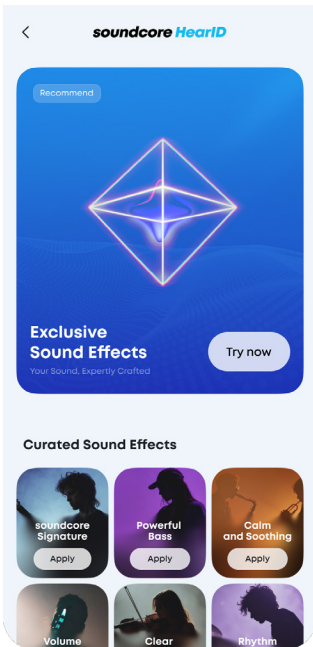 soundcore HearID
Recommend
Exclusive
Sound Effects
Your Sound, Expertly Crafted
Try now
Curated Sound Effects
soundcore
Signature
Apply
Powerful
Bass
Apply
Calm
and Soothing
Apply
Volume
Clear
Rhythm